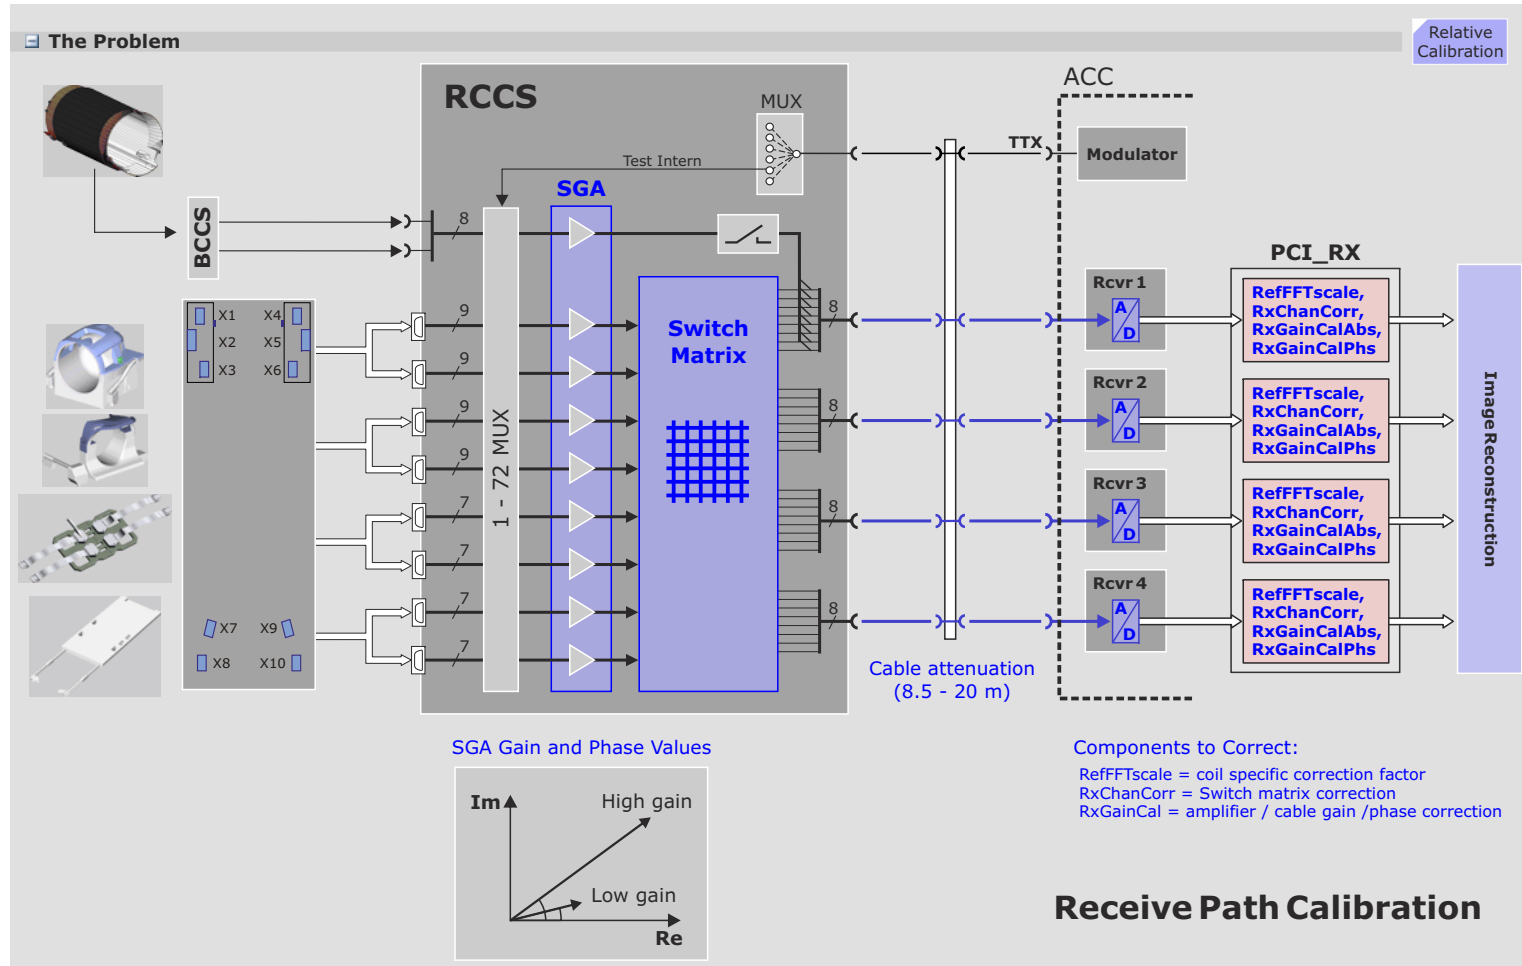 The Problem
Relative
Calibration
RCCS
MUX
ACC
Test Intern
TTX
Modulator
SGA
BCCS
8
PCI_RX
X1
X4
X2
X5
X3
X6
X7
X9
X8
X10
9
9
9
9
7
7
7
7
1 - 72 MUX
Switch
Matrix
8
8
8
8
Rcvr 1
A
D
RefFFTscale,
RxChanCorr,
RxGainCalAbs,
RxGainCalPhs
Rcvr 2
A
D
RefFFTscale,
RxChanCorr,
RxGainCalAbs,
RxGainCalPhs
Rcvr 3
A
D
RefFFTscale,
RxChanCorr,
RxGainCalAbs,
RxGainCalPhs
Rcvr 4
A
D
RefFFTscale,
RxChanCorr,
RxGainCalAbs,
RxGainCalPhs
Image Reconstruction
Cable attenuation
(8.5 - 20 m)
SGA Gain and Phase Values
Im
High gain
Low gain
Re
Components to Correct:
RefFFTscale = coil specific correction factor
RxChanCorr = Switch matrix correction
RxGainCal = amplifier / cable gain /phase correction
Receive Path Calibration